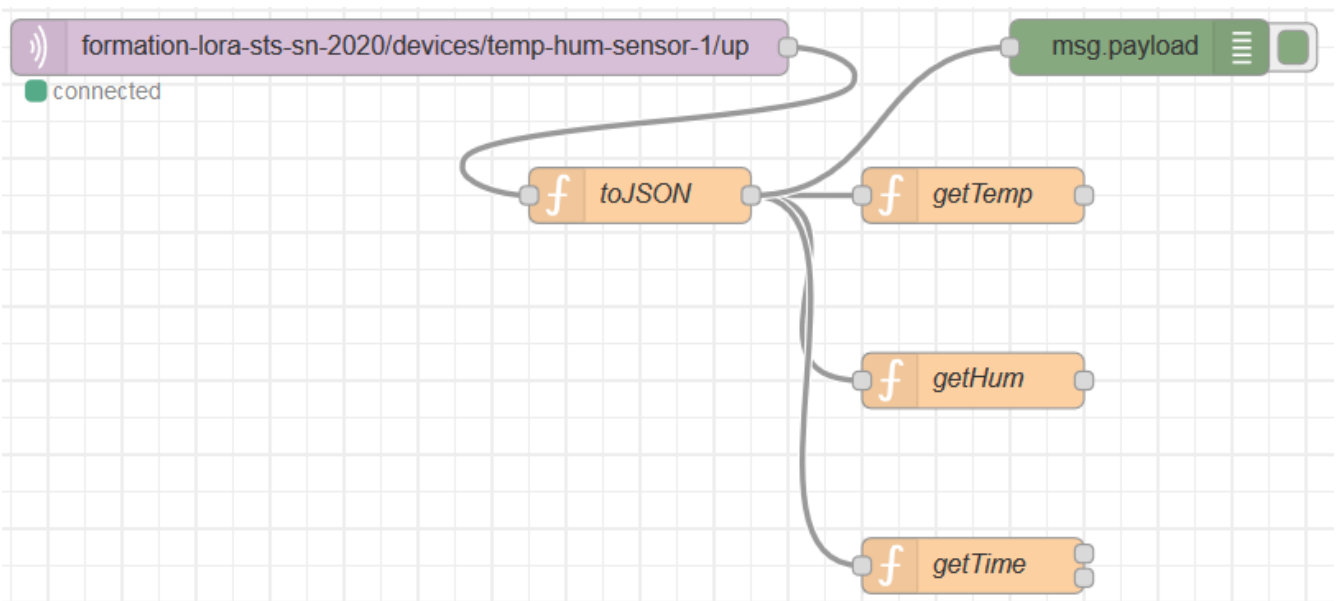 formation-lora-sts-sn-2020/devices/temp-hum-sensor-1/up
msg.payload
connected
toJSON
getTemp
getHum
getTime